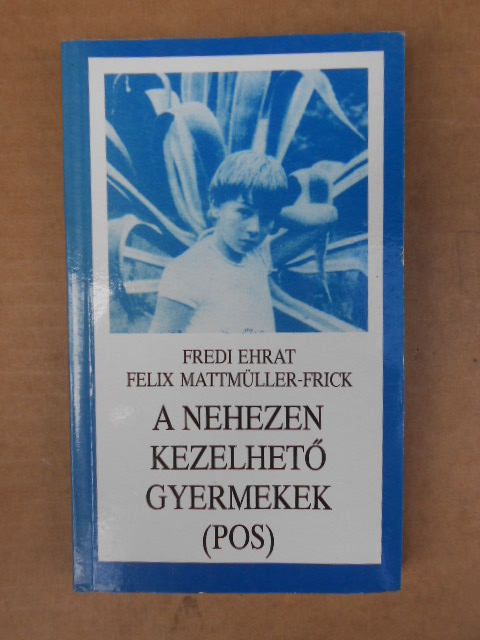 FREDI EHRAT
FELIX MATTMÜLLER-FRICK
A NEHEZEN
KEZELHETŐ
GYERMEKEK
(POS)